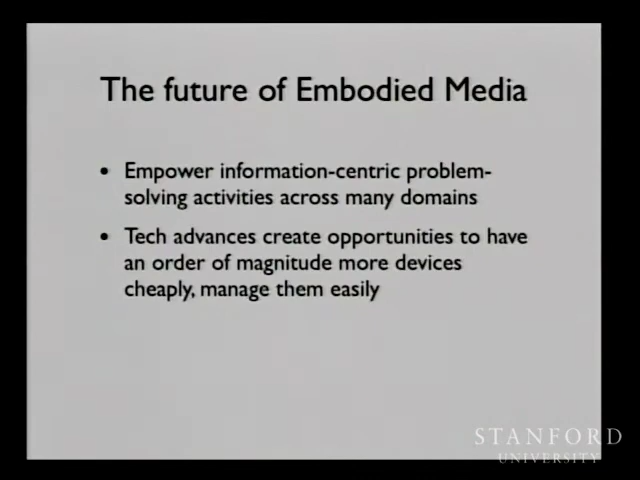 The future of Embodied Media
• Empower information-centric problem-
solving activities across many domains
• Tech advances create opportunities to have
an order of magnitude more devices
cheaply, manage them easily
STANFORD
UNIVERSITY